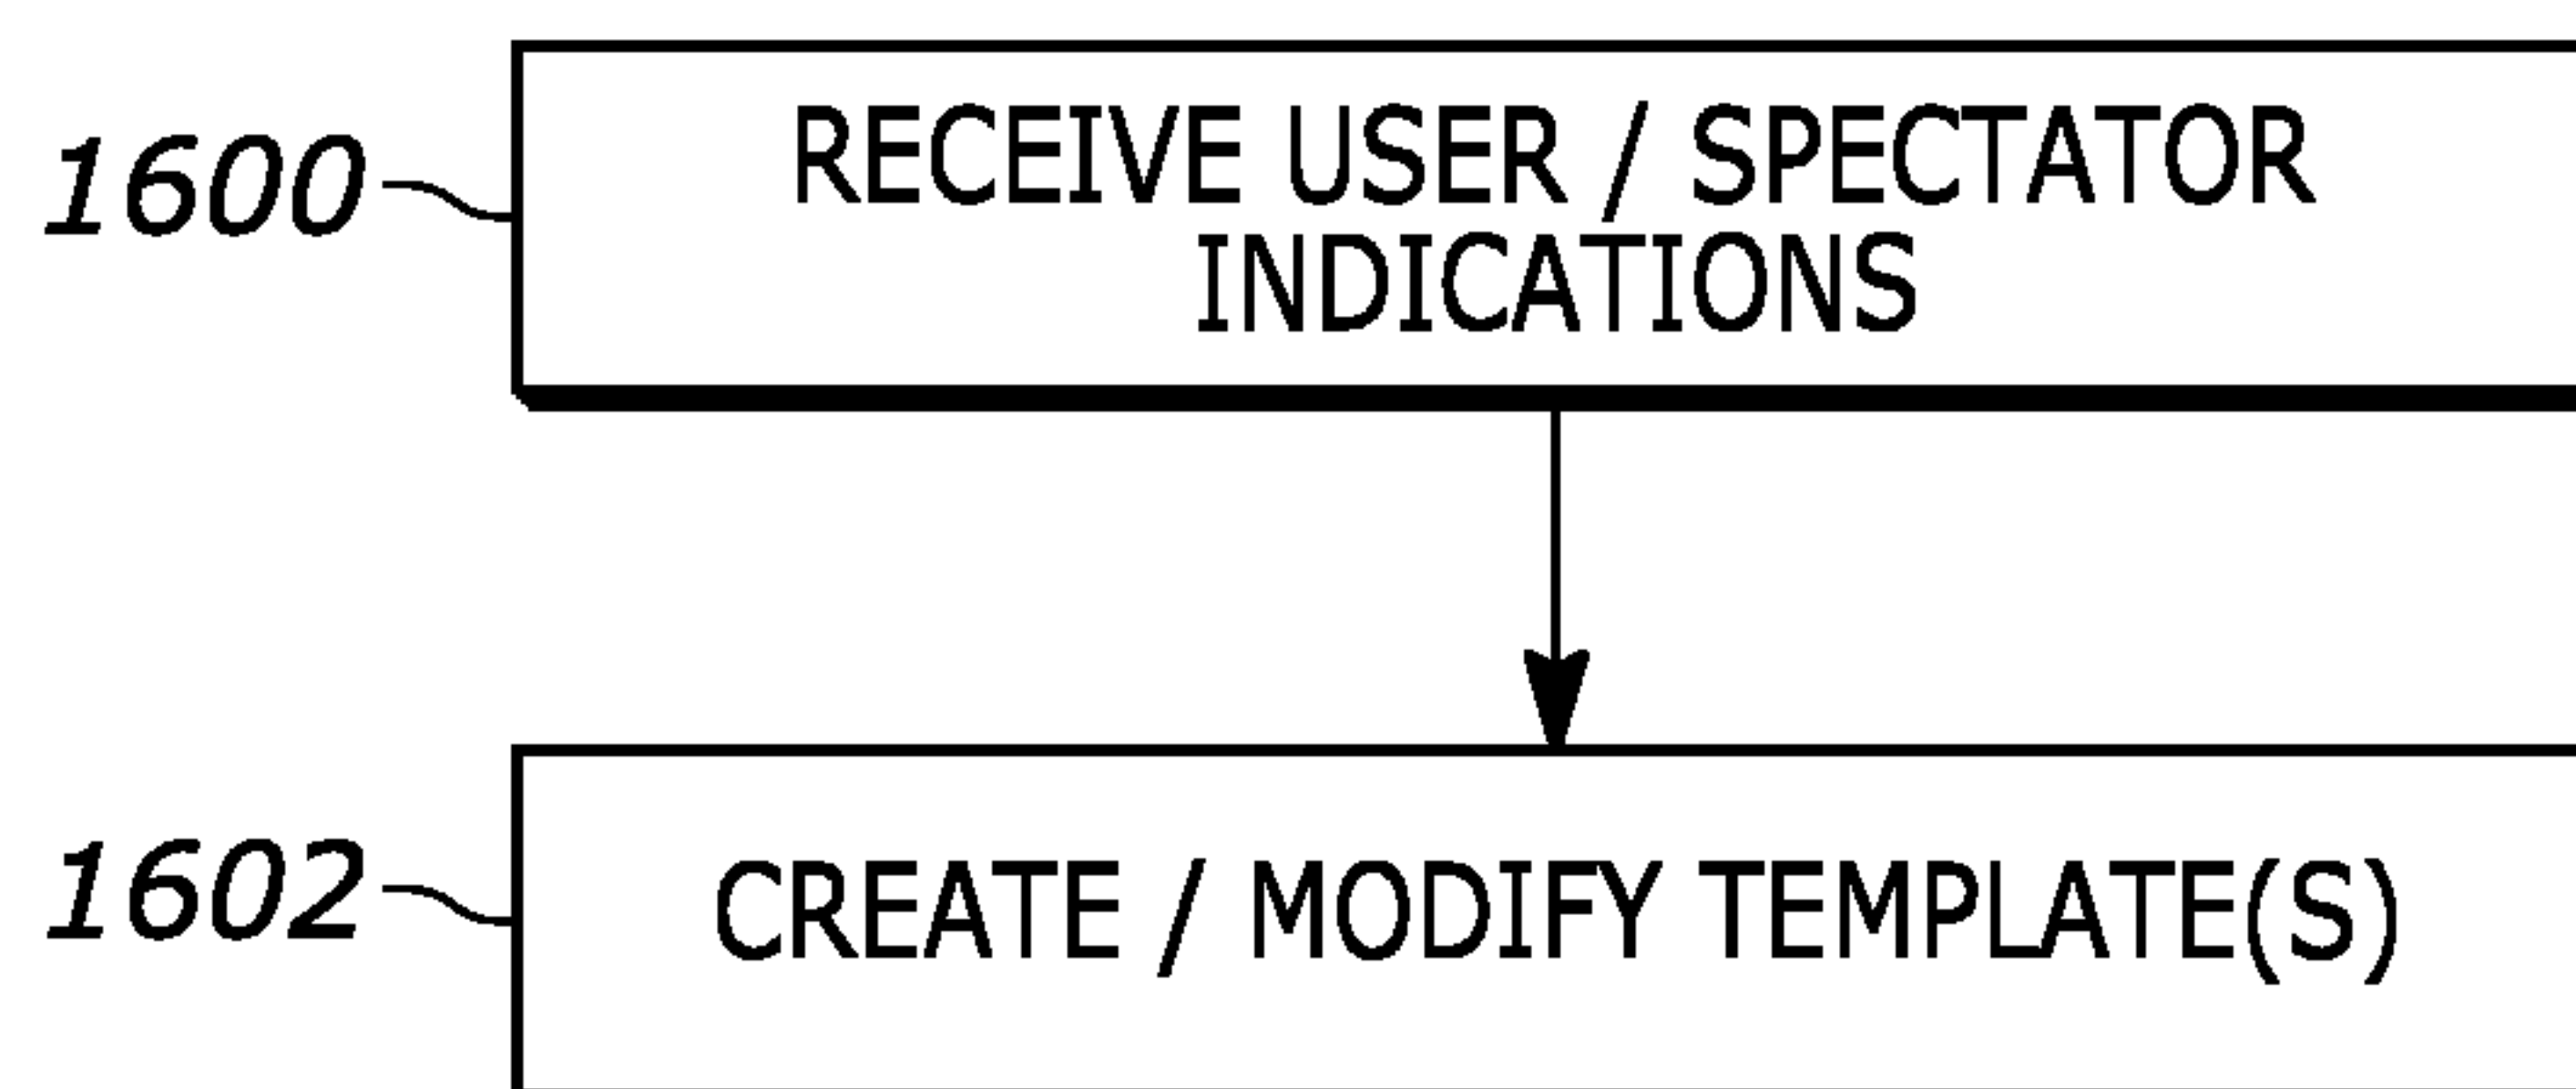 1600
RECEIVE USER / SPECTATOR
INDICATIONS
1602
CREATE / MODIFY TEMPLATE(S)